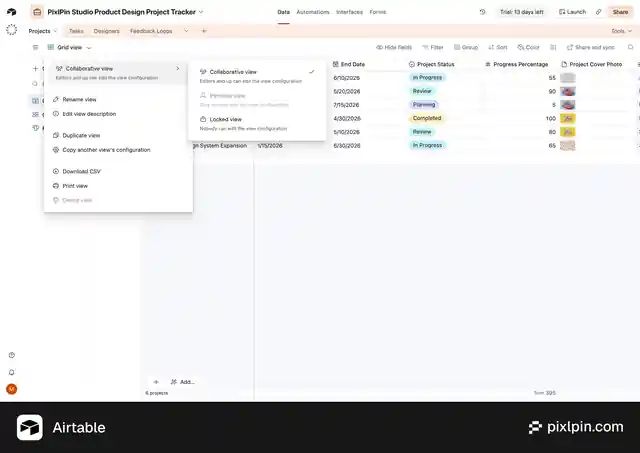 PixlPin Studio Product Design Project Tracker
Data
Automations
Interfaces
Forms
Trial: 13 days left
Launch
Share
Projects
Tasks
Designers
Feedback Loops
Tools
Grid view
Hide fields
Filter
Group
Sort
Color
Share and sync
Collaborative view
Editors and up can edit the view configuration
Rename view
Edit view description
Duplicate view
Copy another view's configuration
Download CSV
Print view
Delete view
Collaborative view
Editors and up can edit the view configuration
Personal view
Locked view
Nobody can edit the view configuration
End Date
Project Status
Progress Percentage
Project Cover Photo
6/10/2026
In Progress
55
5/20/2026
Review
90
7/15/2026
Planning
5
4/30/2026
Completed
100
5/10/2026
Review
80
gn System Expansion
1/15/2026
6/30/2026
In Progress
65
Add...
6 projects
Sum 395
M
Airtable
pixlpin.com